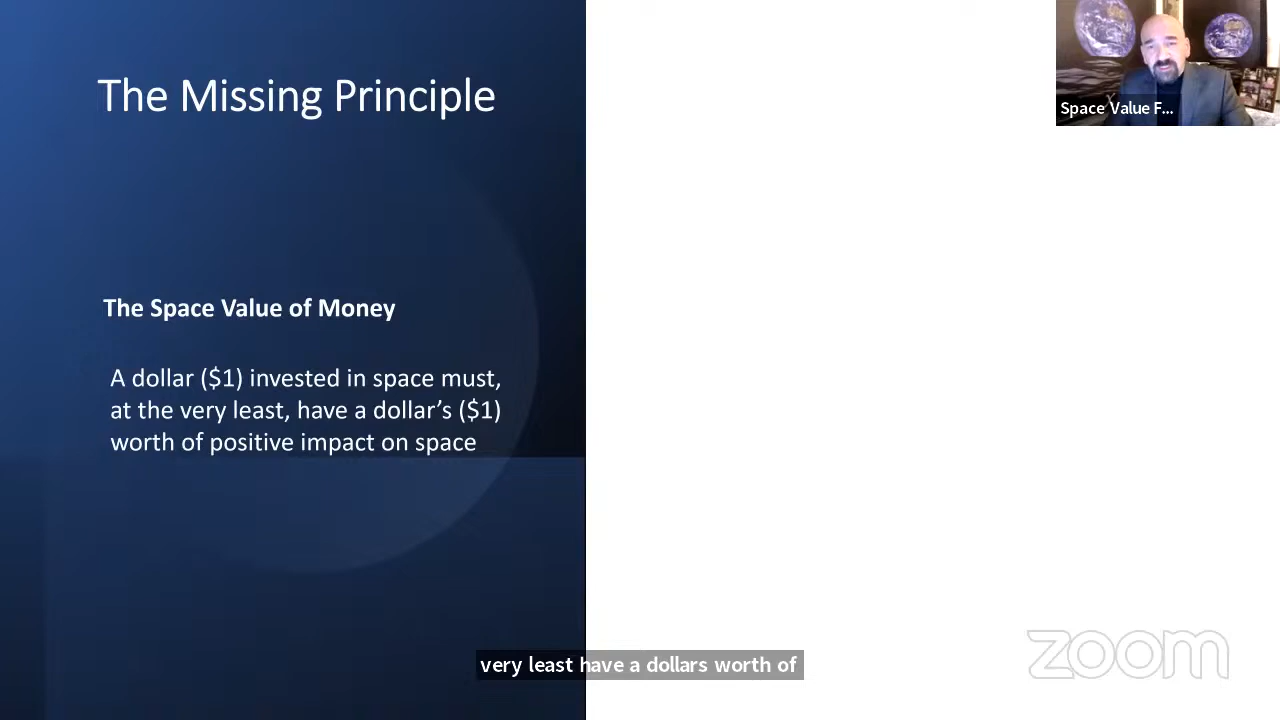 The Missing Principle
Space Value F...
The Space Value of Money
A dollar ($1) invested in space must,
at the very least, have a dollar’s ($1)
worth of positive impact on space
very least have a dollars worth of
zoom